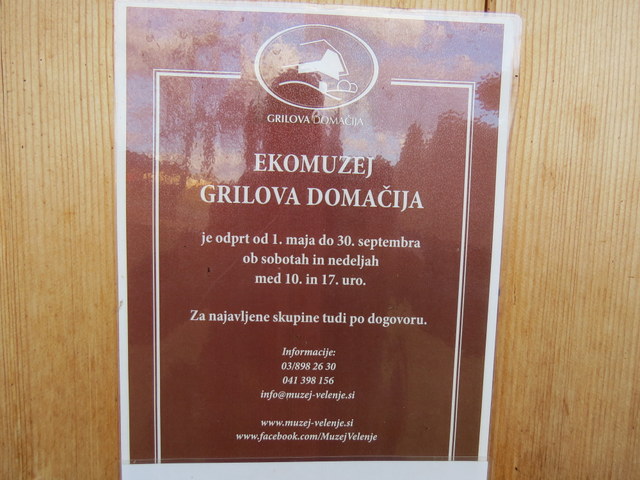 GRILOVA DOMAČIJA
EKOMUZEJ
GRILOVA DOMAČIJA
je odprt od 1. maja do 30. septembra
ob sobotah in nedeljah
med 10. in 17. uro.
Za najavljene skupine tudi po dogovoru.
Informacije:
03/898 26 30
041 398 156
info@muzej-velenje.si
www.muzej-velenje.si
www.facebook.com/MuzejVelenje